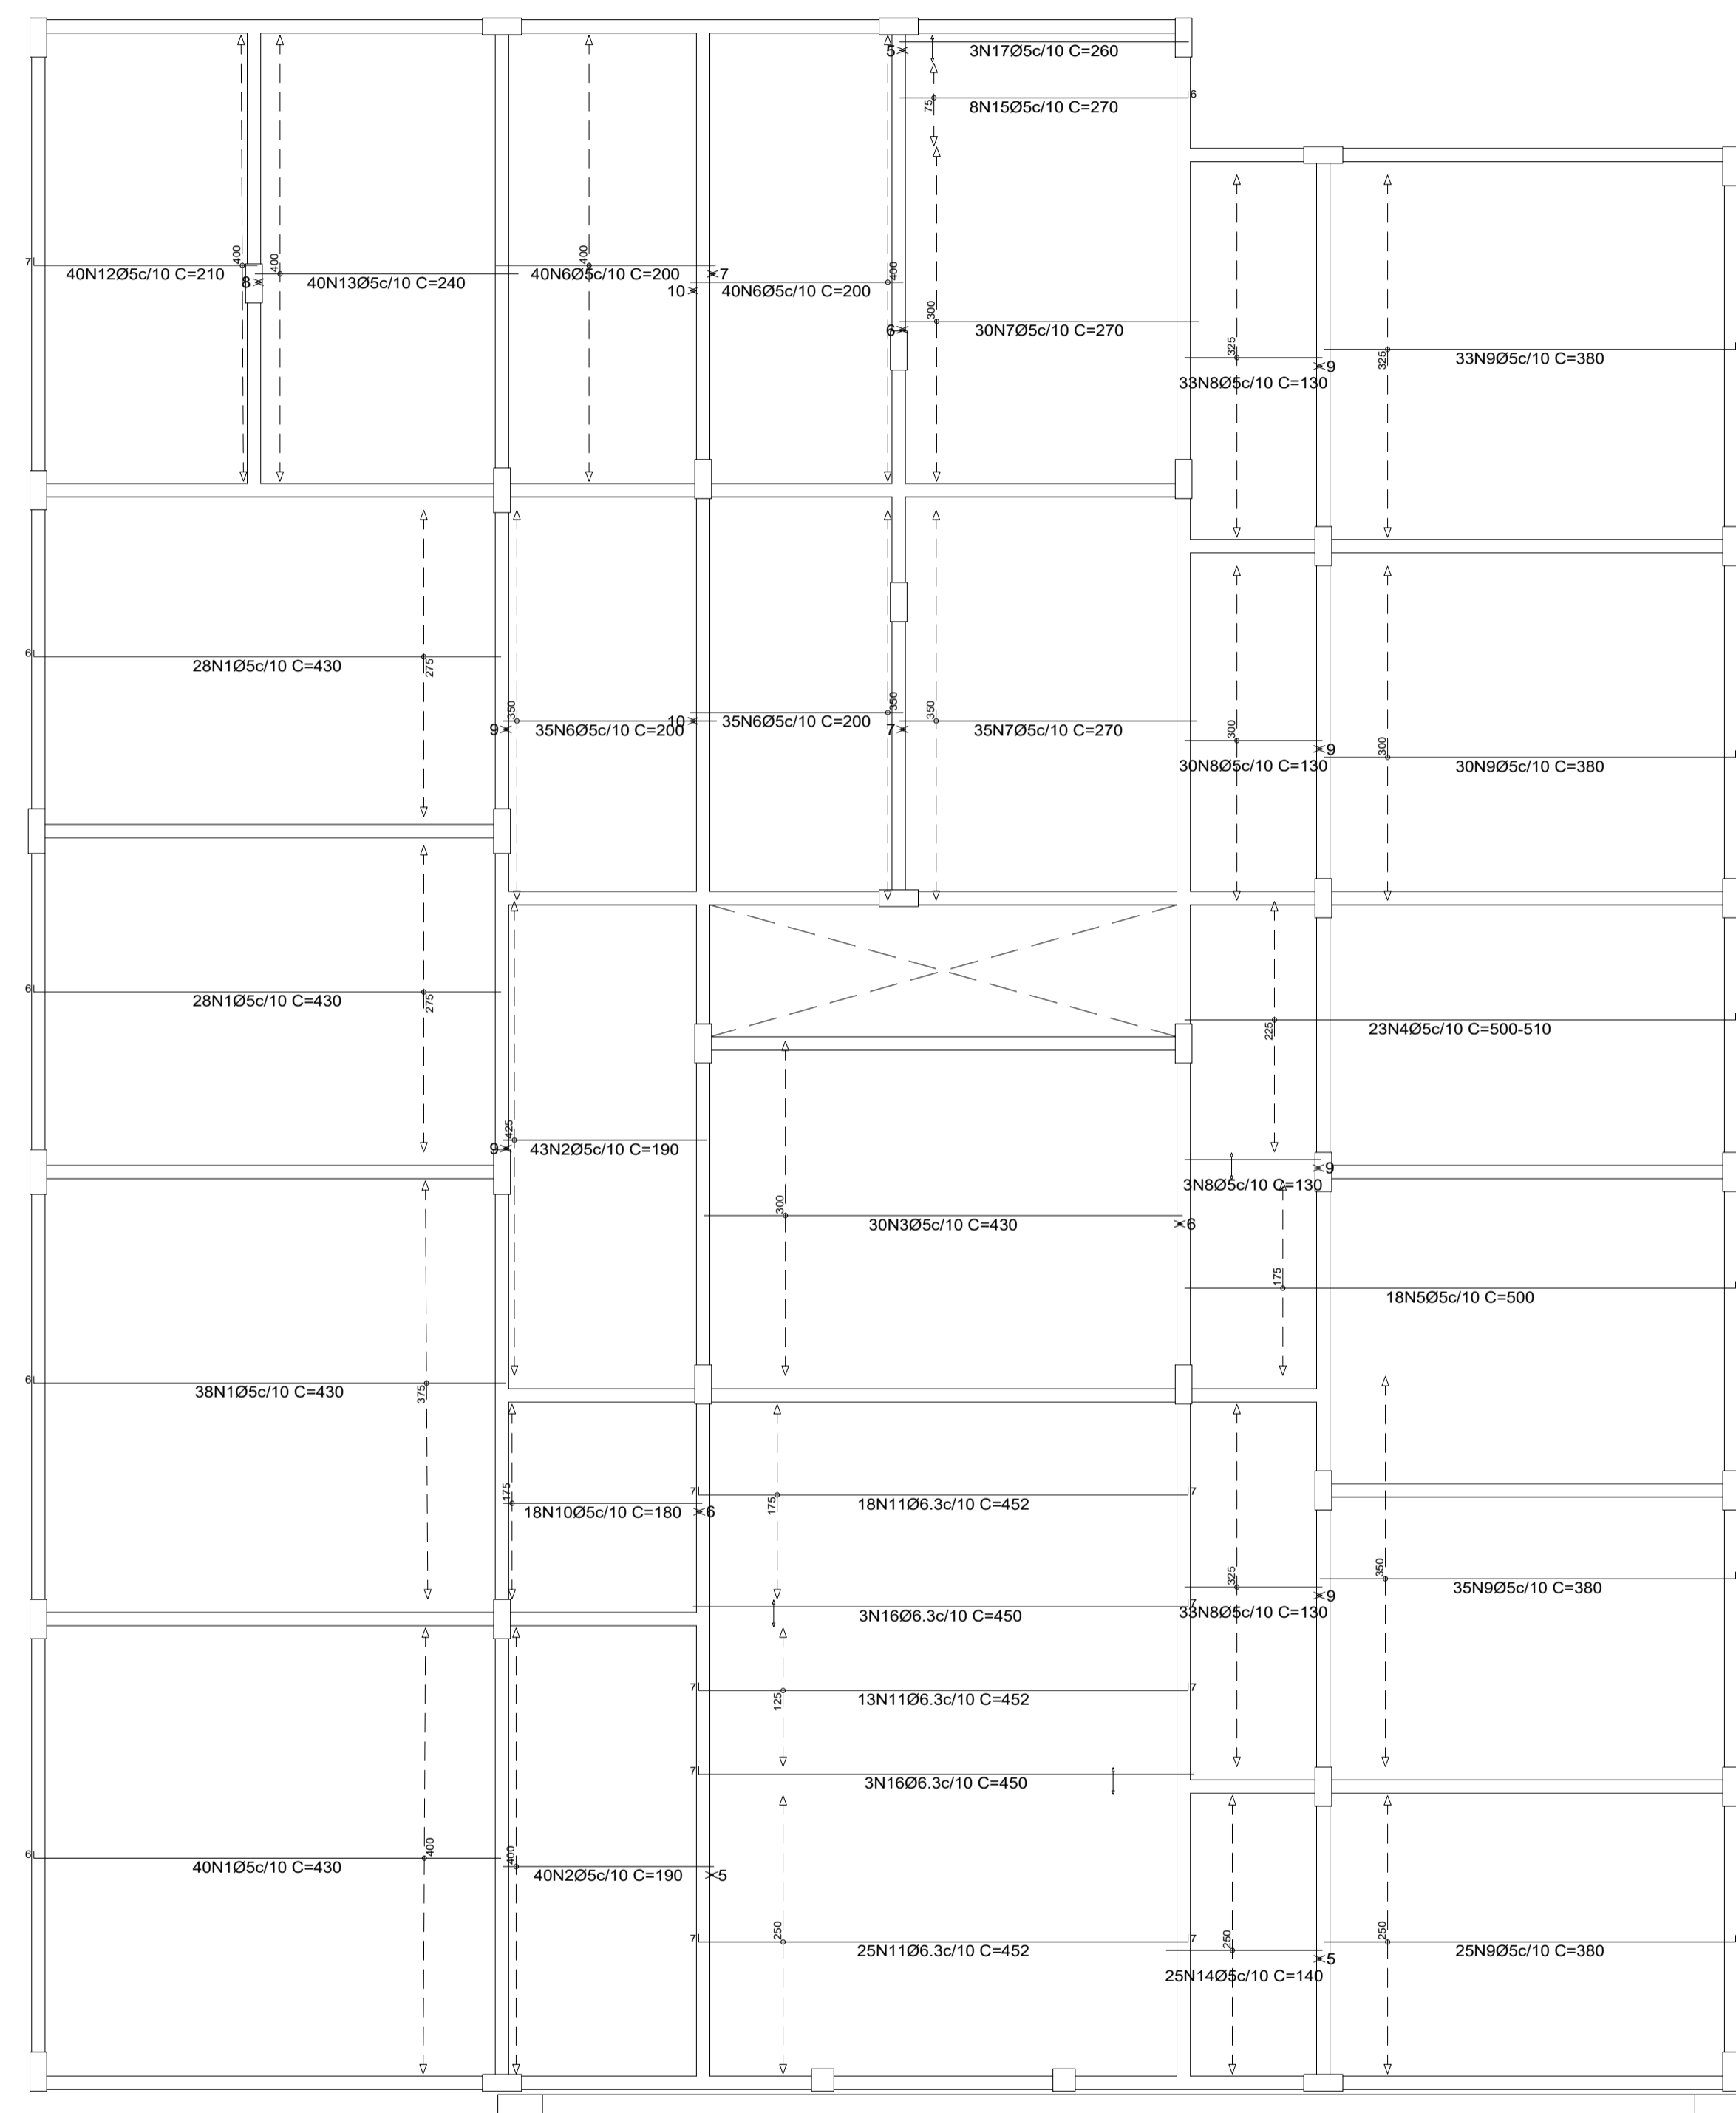 5
3N17Ø5c/10 C=260
75
6
8N15Ø5c/10 C=270
7
400
40N12Ø5c/10 C=210
8
400
40N13Ø5c/10 C=240
400
40N6Ø5c/10 C=200
7
10
40N6Ø5c/10 C=200
400
300
6
30N7Ø5c/10 C=270
325
33N8Ø5c/10 C=130
9
325
33N9Ø5c/10 C=380
6
28N1Ø5c/10 C=430
275
9
350
35N6Ø5c/10 C=200
10
35N6Ø5c/10 C=200
350
7
350
35N7Ø5c/10 C=270
300
30N8Ø5c/10 C=130
9
300
30N9Ø5c/10 C=380
6
28N1Ø5c/10 C=430
275
225
23N4Ø5c/10 C=500-510
9
425
43N2Ø5c/10 C=190
3N8Ø5c/10 C=130
9
300
30N3Ø5c/10 C=430
6
175
18N5Ø5c/10 C=500
6
38N1Ø5c/10 C=430
375
175
18N10Ø5c/10 C=180
6
7
175
18N11Ø6.3c/10 C=452
7
3N16Ø6.3c/10 C=450
7
325
33N8Ø5c/10 C=130
9
350
35N9Ø5c/10 C=380
7
125
13N11Ø6.3c/10 C=452
7
7
3N16Ø6.3c/10 C=450
6
40N1Ø5c/10 C=430
400
400
40N2Ø5c/10 C=190
5
7
250
25N11Ø6.3c/10 C=452
7
250
25N14Ø5c/10 C=140
5
250
25N9Ø5c/10 C=380